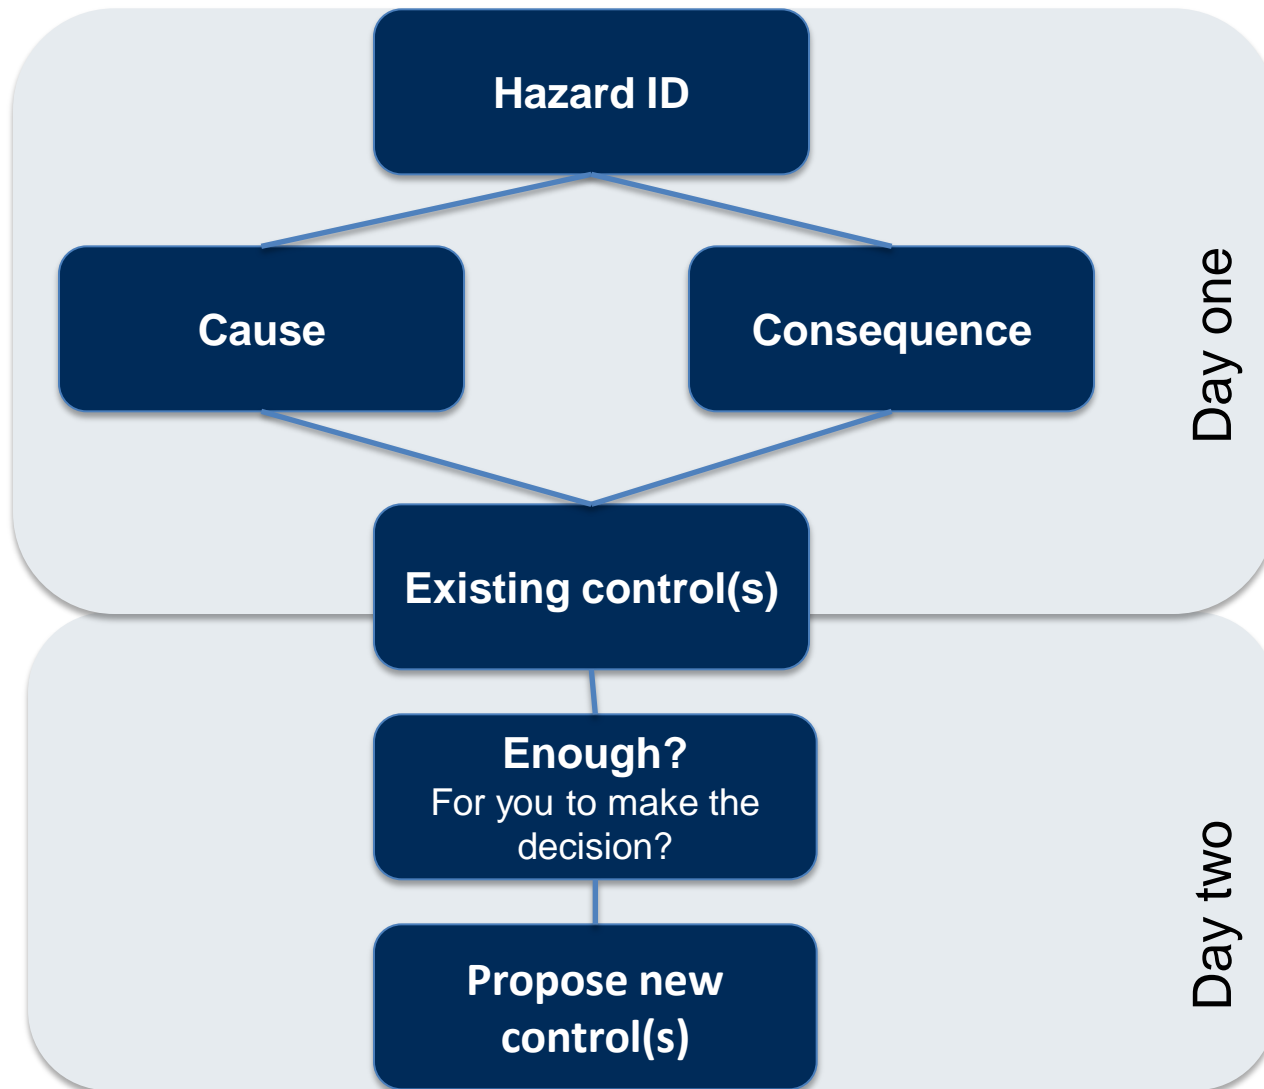 Hazard ID
Cause
Consequence
Day one
Existing control(s)
Enough?
For you to make the
decision?
Day two
Propose new
control(s)